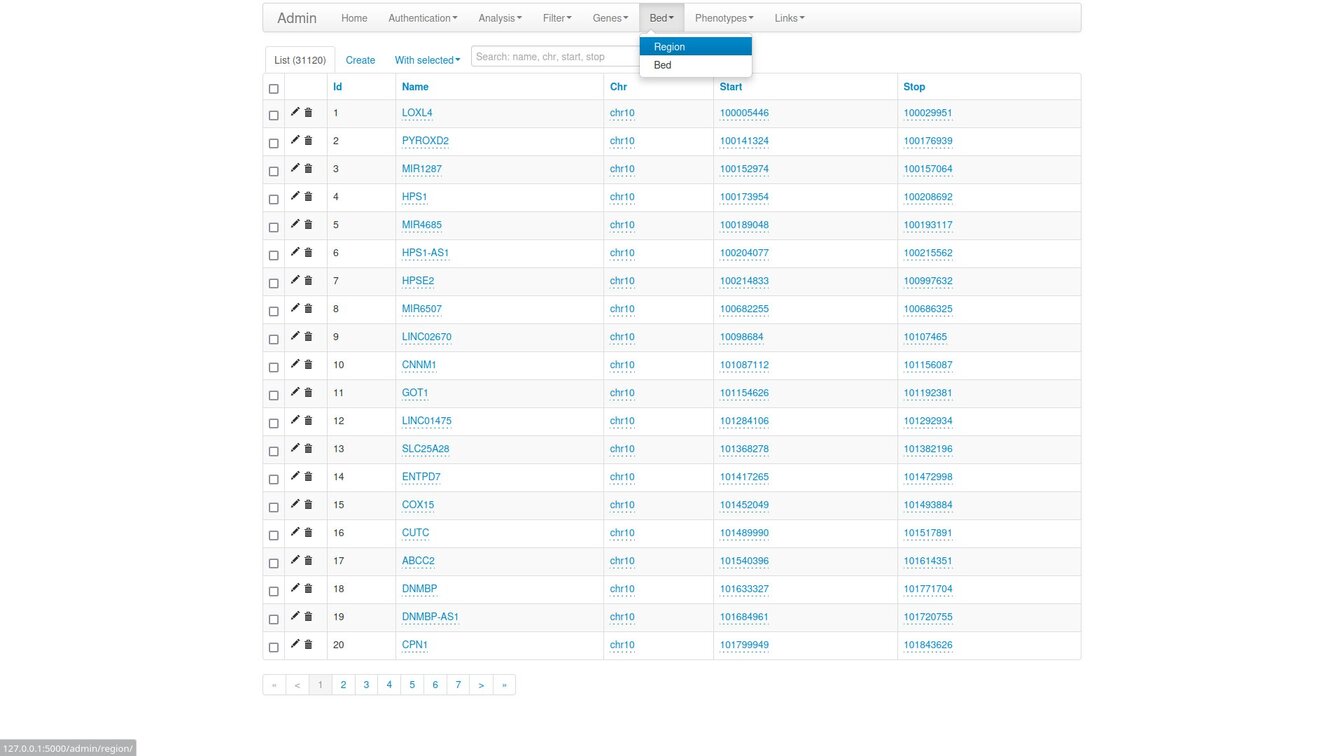 Admin Home Authentication Analysis Filter Genes Bed Phenotypes Links
Region
Bed
List (31120) Create With selected Search: name, chr, start, stop
Id Name Chr Start Stop
1 LOXL4 chr10 100005446 100029951
2 PYROXD2 chr10 100141324 100176939
3 MIR1287 chr10 100152974 100157064
4 HPS1 chr10 100173954 100208692
5 MIR4685 chr10 100189048 100193117
6 HPS1-AS1 chr10 100204077 100215562
7 HPSE2 chr10 100214833 100997632
8 MIR6507 chr10 100682255 100686325
9 LINC02670 chr10 10098684 10107465
10 CNNM1 chr10 101087112 101156087
11 GOT1 chr10 101154626 101192381
12 LINC01475 chr10 101284106 101292934
13 SLC25A28 chr10 101368278 101382196
14 ENTPD7 chr10 101417265 101472998
15 COX15 chr10 101452049 101493884
16 CUTC chr10 101489990 101517891
17 ABCC2 chr10 101540396 101614351
18 DNMBP chr10 101633327 101771704
19 DNMBP-AS1 chr10 101684961 101720755
20 CPN1 chr10 101799949 101843626
« < 1 2 3 4 5 6 7 > »
127.0.0.1:5000/admin/region/